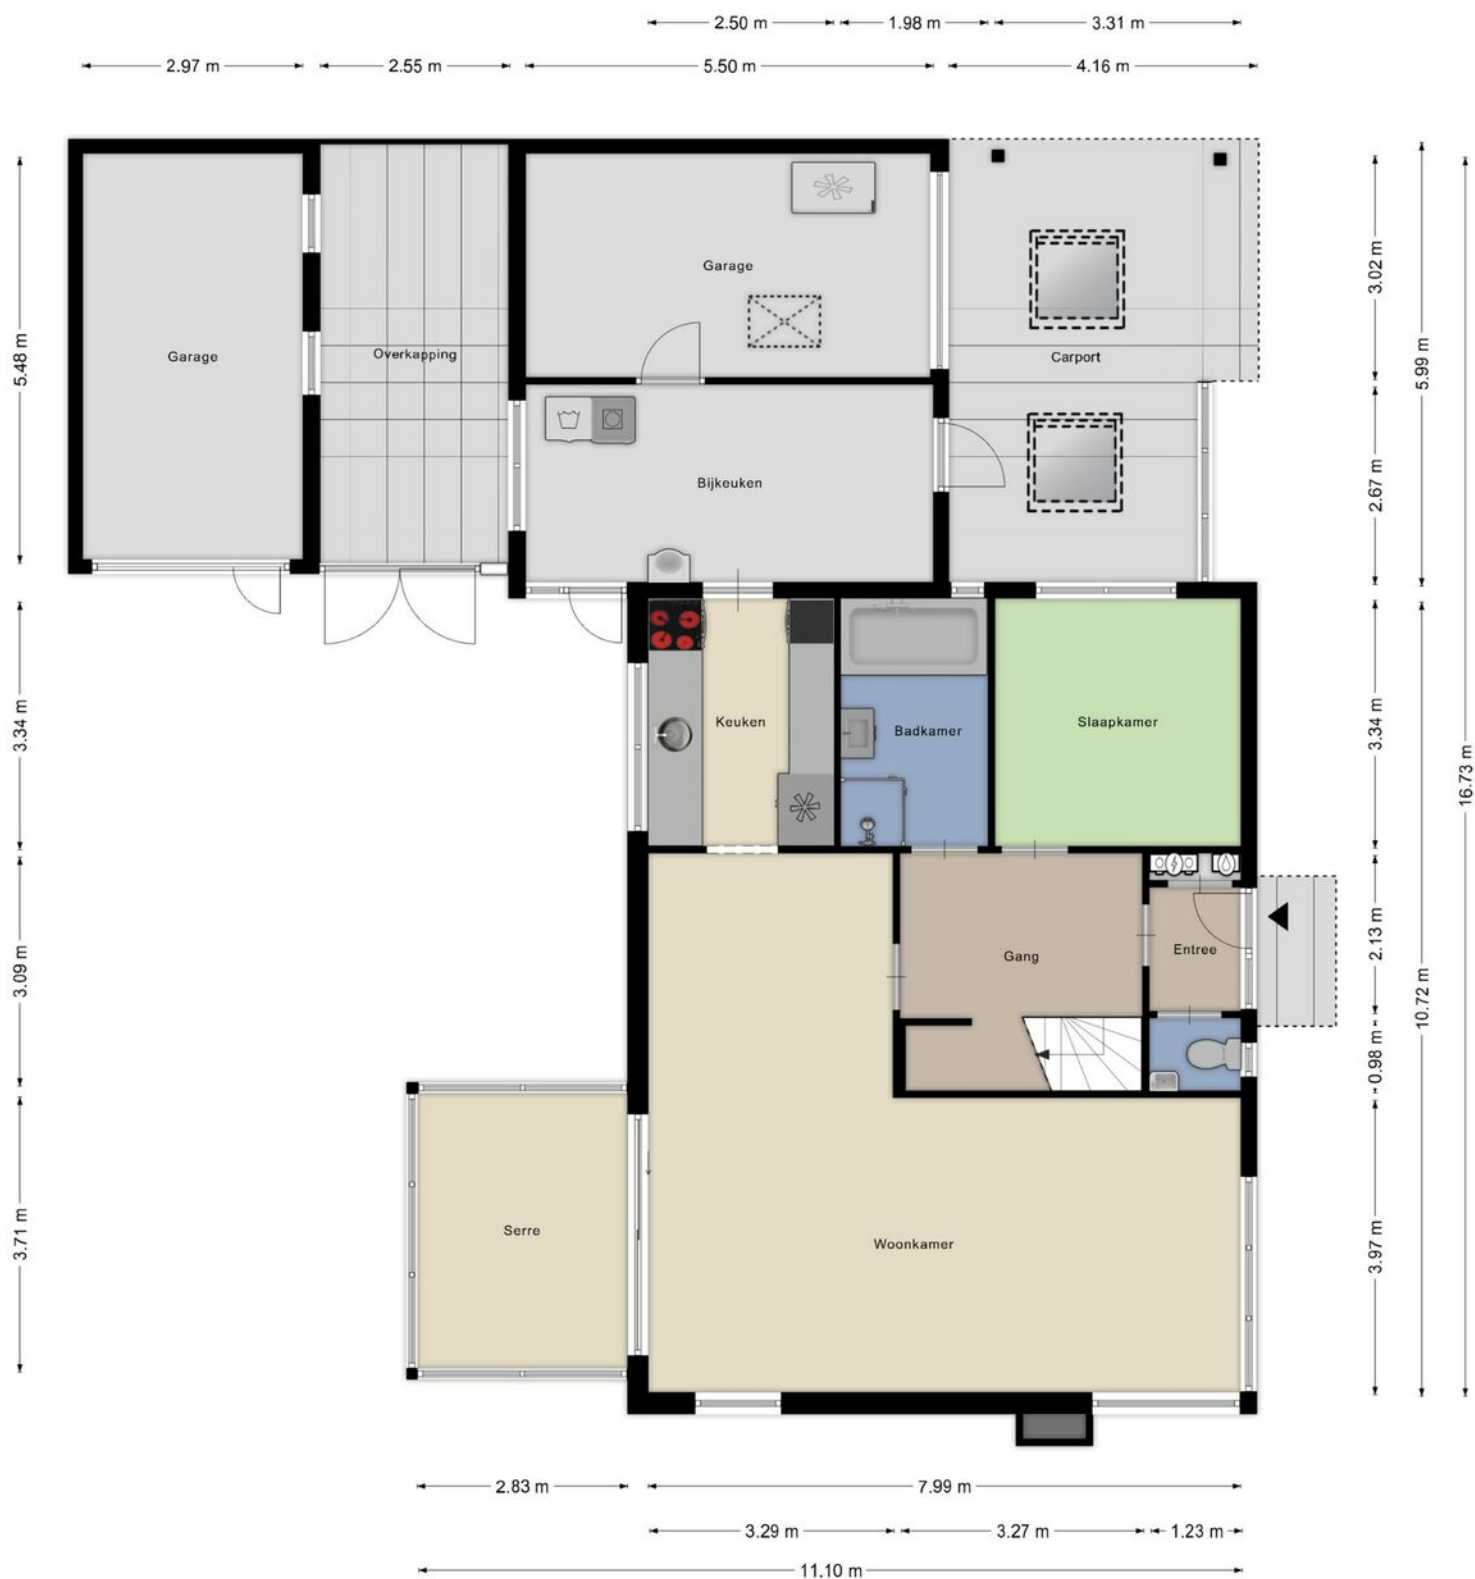 2.50 m
1.98 m
3.31 m
2.97 m
2.55 m
5.50 m
4.16 m
5.48 m
3.34 m
3.09 m
3.71 m
Garage
Overkapping
Garage
Carport
Bijkeuken
Keuken
Badkamer
Slaapkamer
Gang
Entree
Serre
Woonkamer
3.02 m
2.67 m
3.34 m
2.13 m
0.98 m
3.97 m
5.99 m
10.72 m
16.73 m
2.83 m
7.99 m
3.29 m
3.27 m
1.23 m
11.10 m